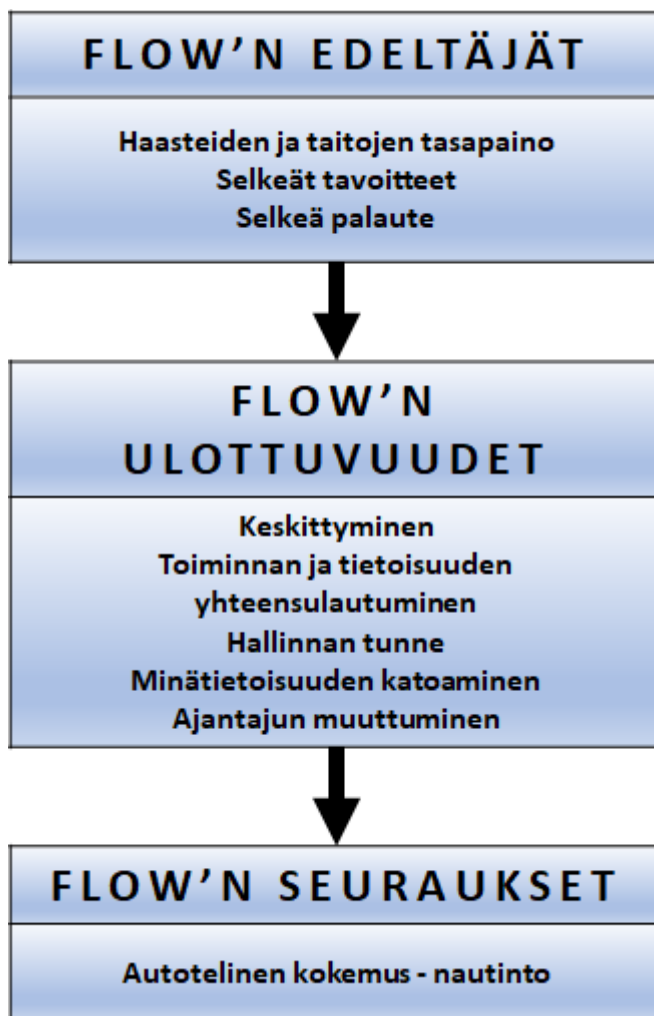 FLOW’N EDELTÄJÄT
Haasteiden ja taitojen tasapaino
Selkeät tavoitteet
Selkeä palaute
FLOW’N
ULOTTUVUUDET
Keskittyminen
Toiminnan ja tietoisuuden
yhteensulautuminen
Hallinnan tunne
Minätietoisuuden katoaminen
Ajantajun muuttuminen
FLOW’N SEURAUKSET
Autotelinen kokemus - nautinto